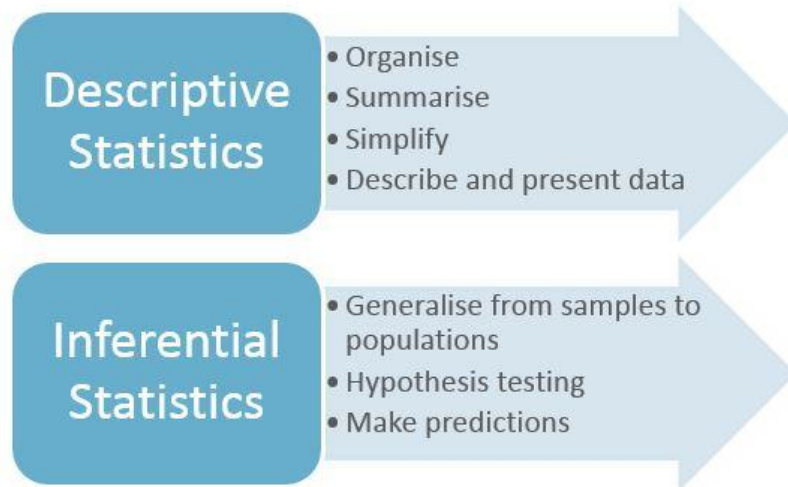 Descriptive
Statistics
• Organise
• Summarise
• Simplify
• Describe and present data
Inferential
Statistics
• Generalise from samples to
populations
• Hypothesis testing
• Make predictions